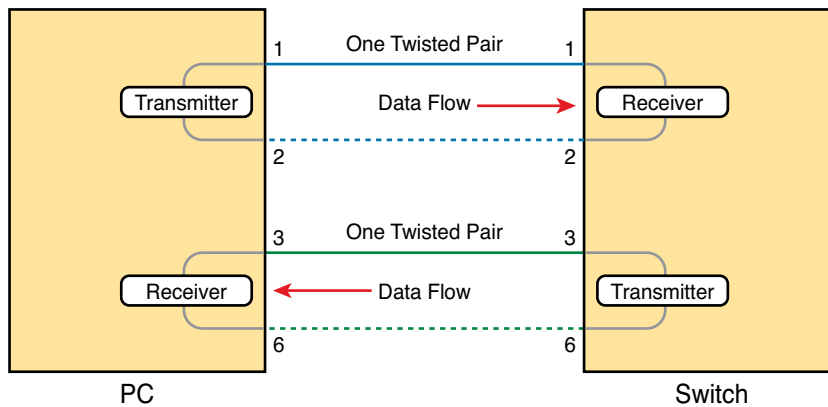 1 One Twisted Pair 1
Transmitter Data Flow Receiver
2 2
3 One Twisted Pair 3
Receiver Data Flow Transmitter
6 6
PC Switch